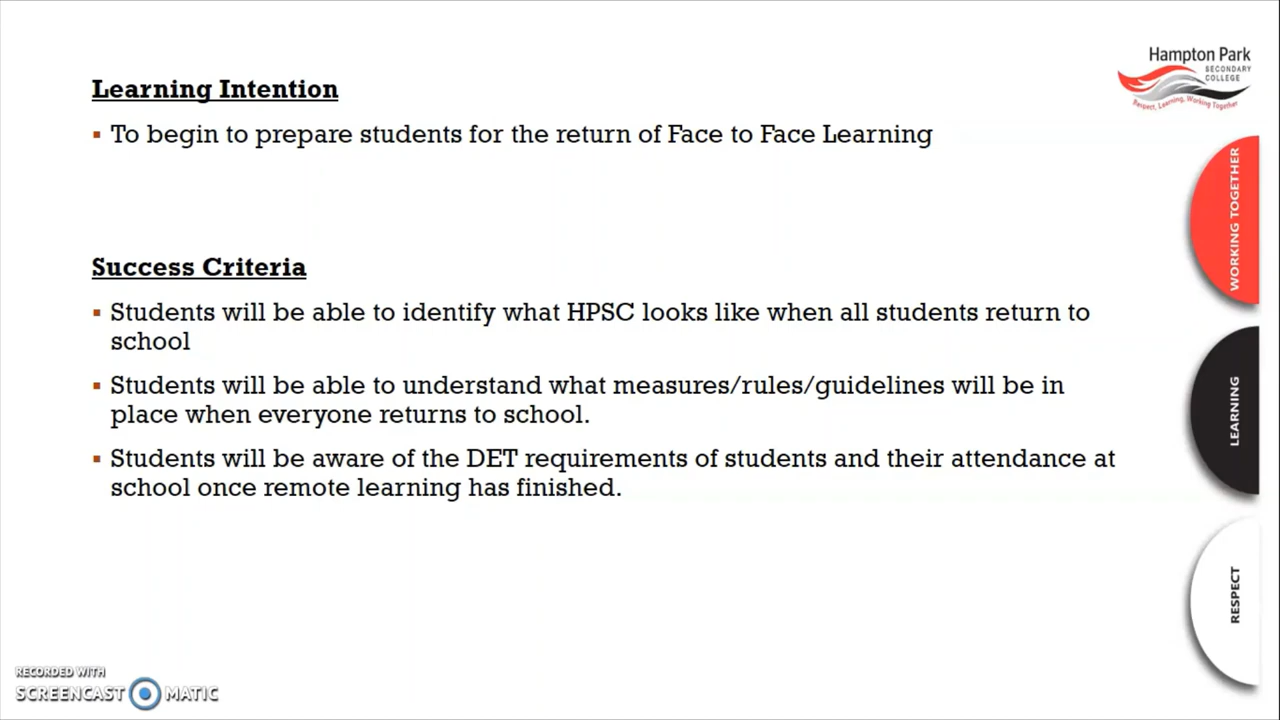 Hampton Park
SECONDARY
COLLEGE
Respect, Learning, Working Together
Learning Intention
▪ To begin to prepare students for the return of Face to Face Learning
Success Criteria
▪ Students will be able to identify what HPSC looks like when all students return to
school
▪ Students will be able to understand what measures/rules/guidelines will be in
place when everyone returns to school.
▪ Students will be aware of the DET requirements of students and their attendance at
school once remote learning has finished.
WORKING TOGETHER
LEARNING
RESPECT
RECORDED WITH
SCREENCAST MATIC